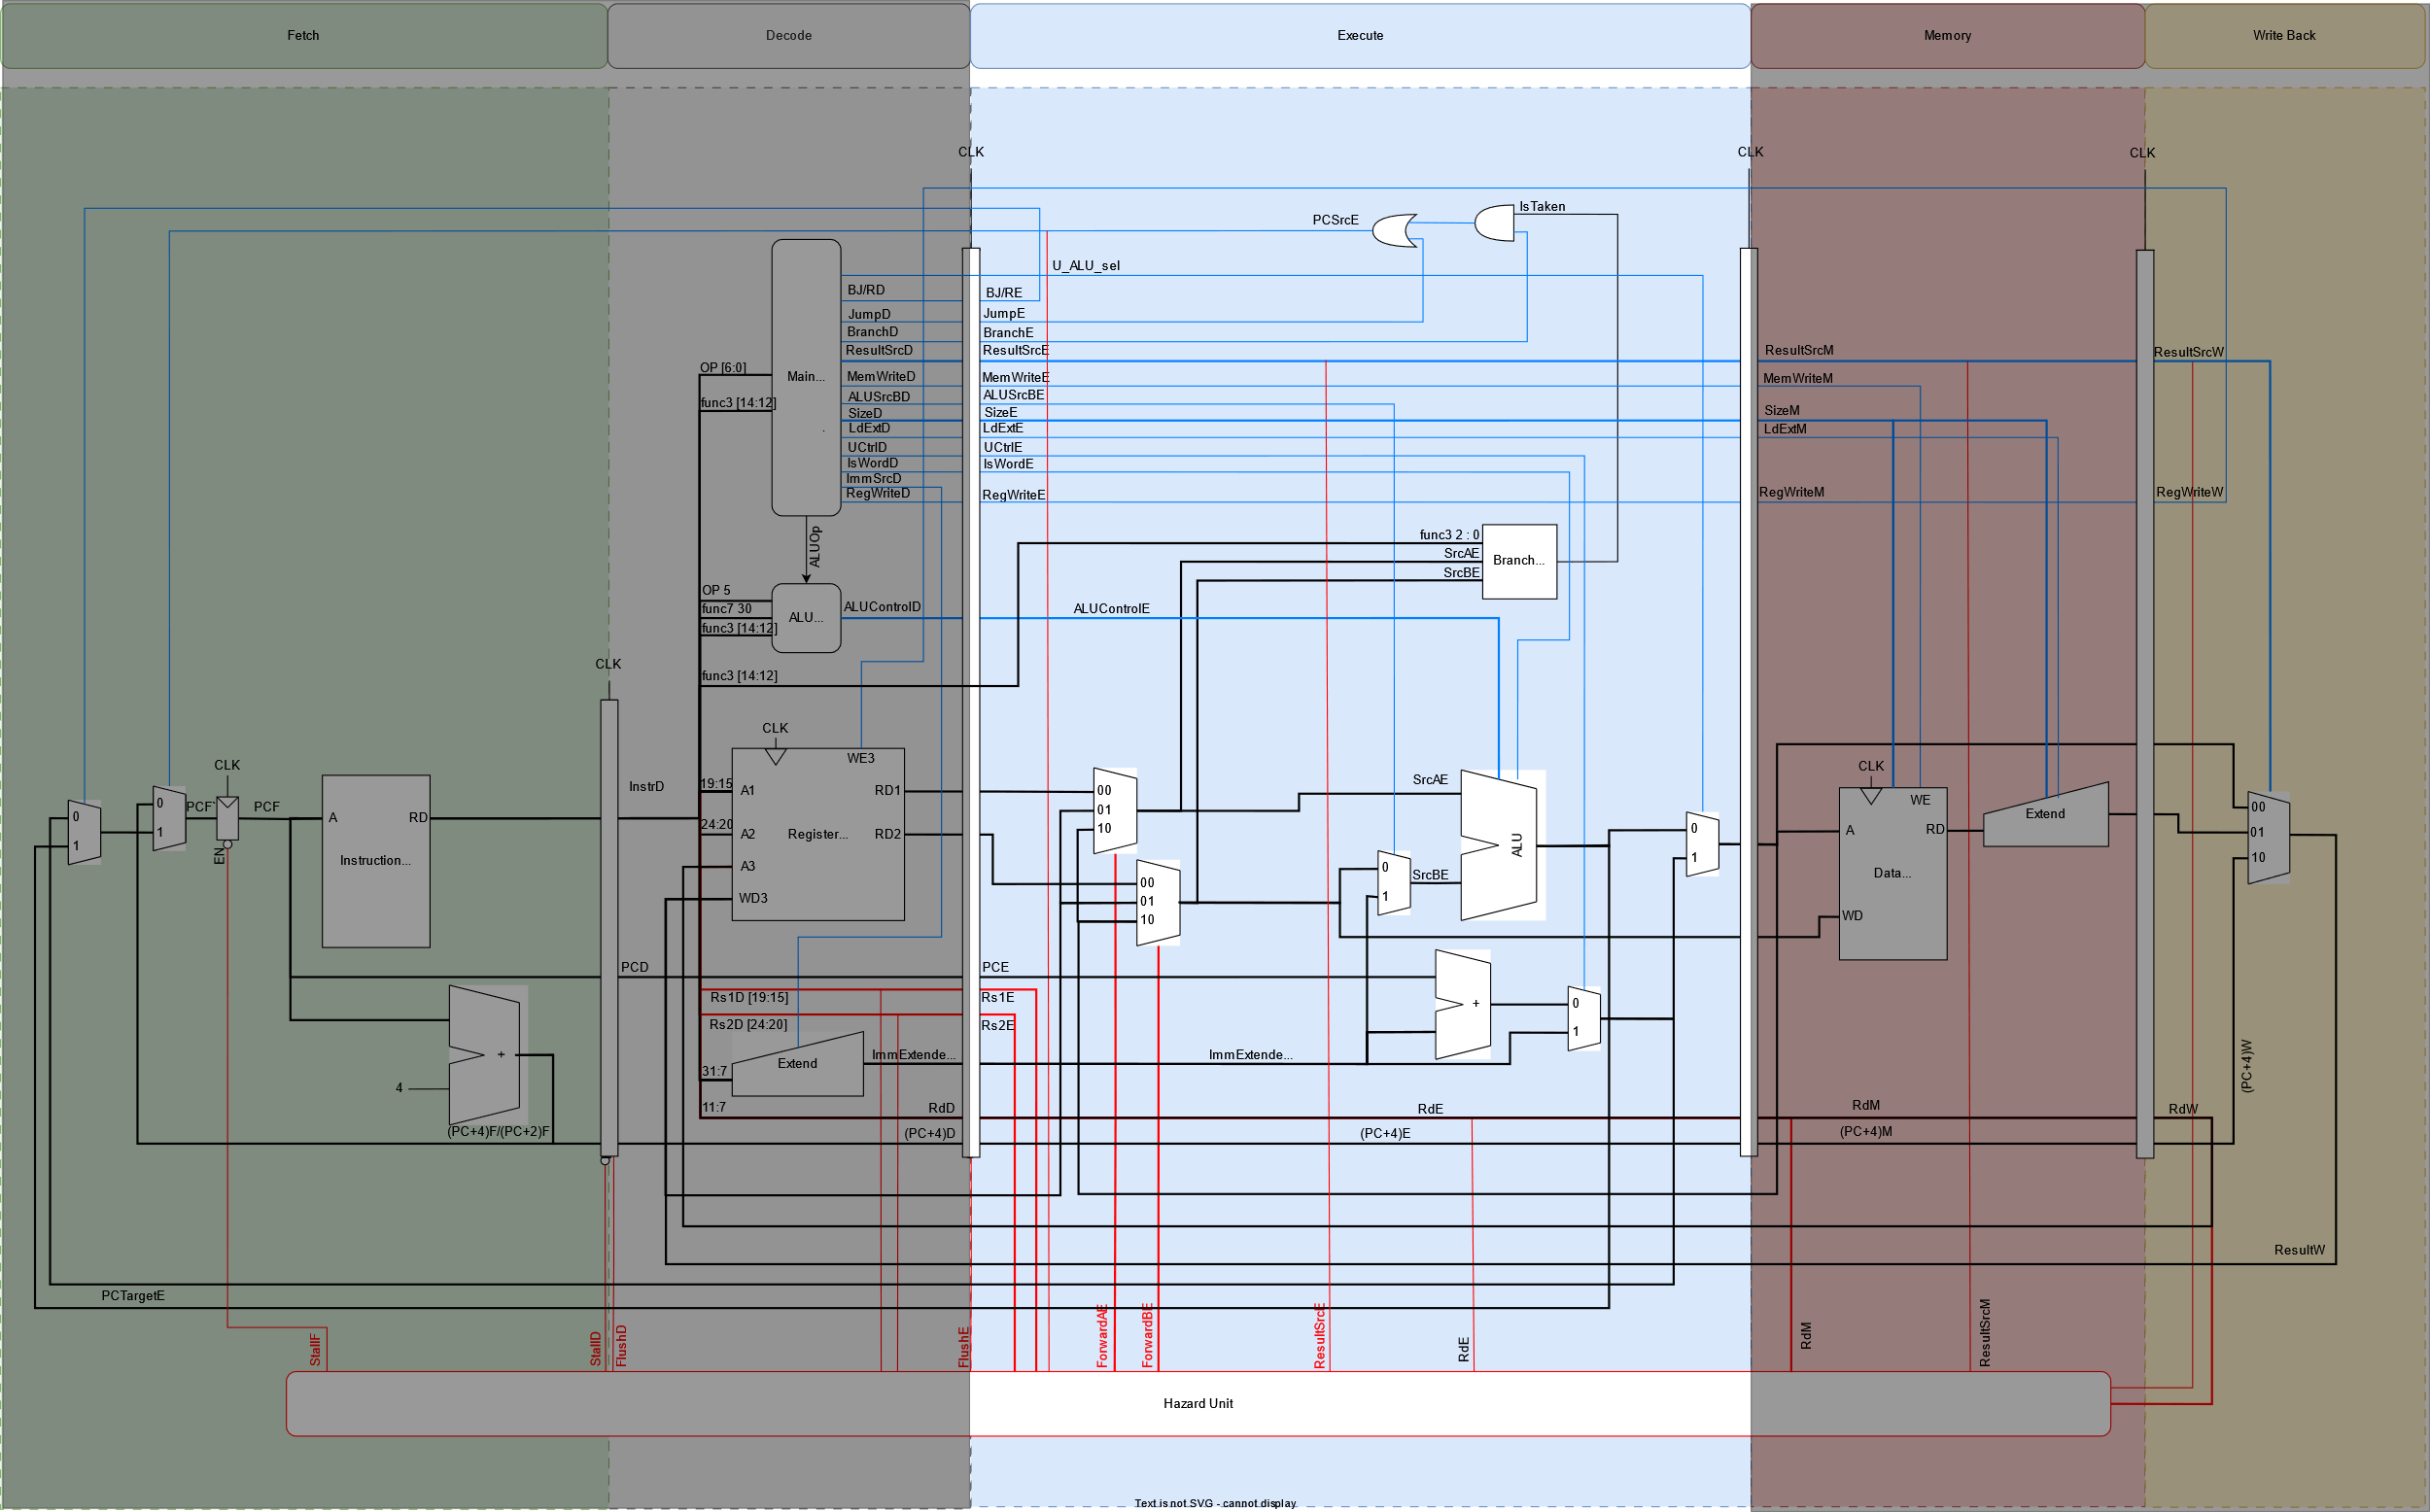 Fetch
Decode
Execute
Memory
Write Back
CLK
CLK
CLK
IsTaken
PCSrcE
U_ALU_sel
BJ/RD
BJ/RE
JumpD
JumpE
BranchD
BranchE
ResultSrcD
ResultSrcE
ResultSrcM
ResultSrcW
OP [6:0]
Main...
MemWriteD
MemWriteE
MemWriteM
func3 [14:12]
ALUSrcBD
ALUSrcBE
SizeD
SizeE
SizeM
LdExtD
LdExtE
LdExtM
UCtrlD
UCtrlE
IsWordD
IsWordE
ImmSrcD
RegWriteD
RegWriteE
RegWriteM
RegWriteW
ALUOp
func3 2 : 0
SrcAE
SrcBE
Branch...
OP 5
func7 30
func3 [14:12]
ALU...
ALUControlD
ALUControlE
CLK
func3 [14:12]
CLK
WE3
CLK
PCF`
PCF
EN
0
1
0
1
A
RD
Instruction...
InstrD
19:15
A1
RD1
24:20
A2
Register...
RD2
A3
WD3
00
01
10
00
01
10
SrcAE
0
1
SrcBE
ALU
0
1
CLK
WE
A
RD
Data...
WD
Extend
00
01
10
PCD
PCE
Rs1D [19:15]
Rs1E
Rs2D [24:20]
Rs2E
+
0
1
+
4
31:7
Extend
ImmExtende...
ImmExtende...
11:7
RdD
RdE
RdM
RdW
(PC+4)F/(PC+2)F
(PC+4)D
(PC+4)E
(PC+4)M
(PC+4)W
ResultW
PCTargetE
StallF
StallD
FlushD
FlushE
ForwardAE
ForwardBE
ResultSrcE
RdE
RdM
ResultSrcM
Hazard Unit
Text is not SVG - cannot display